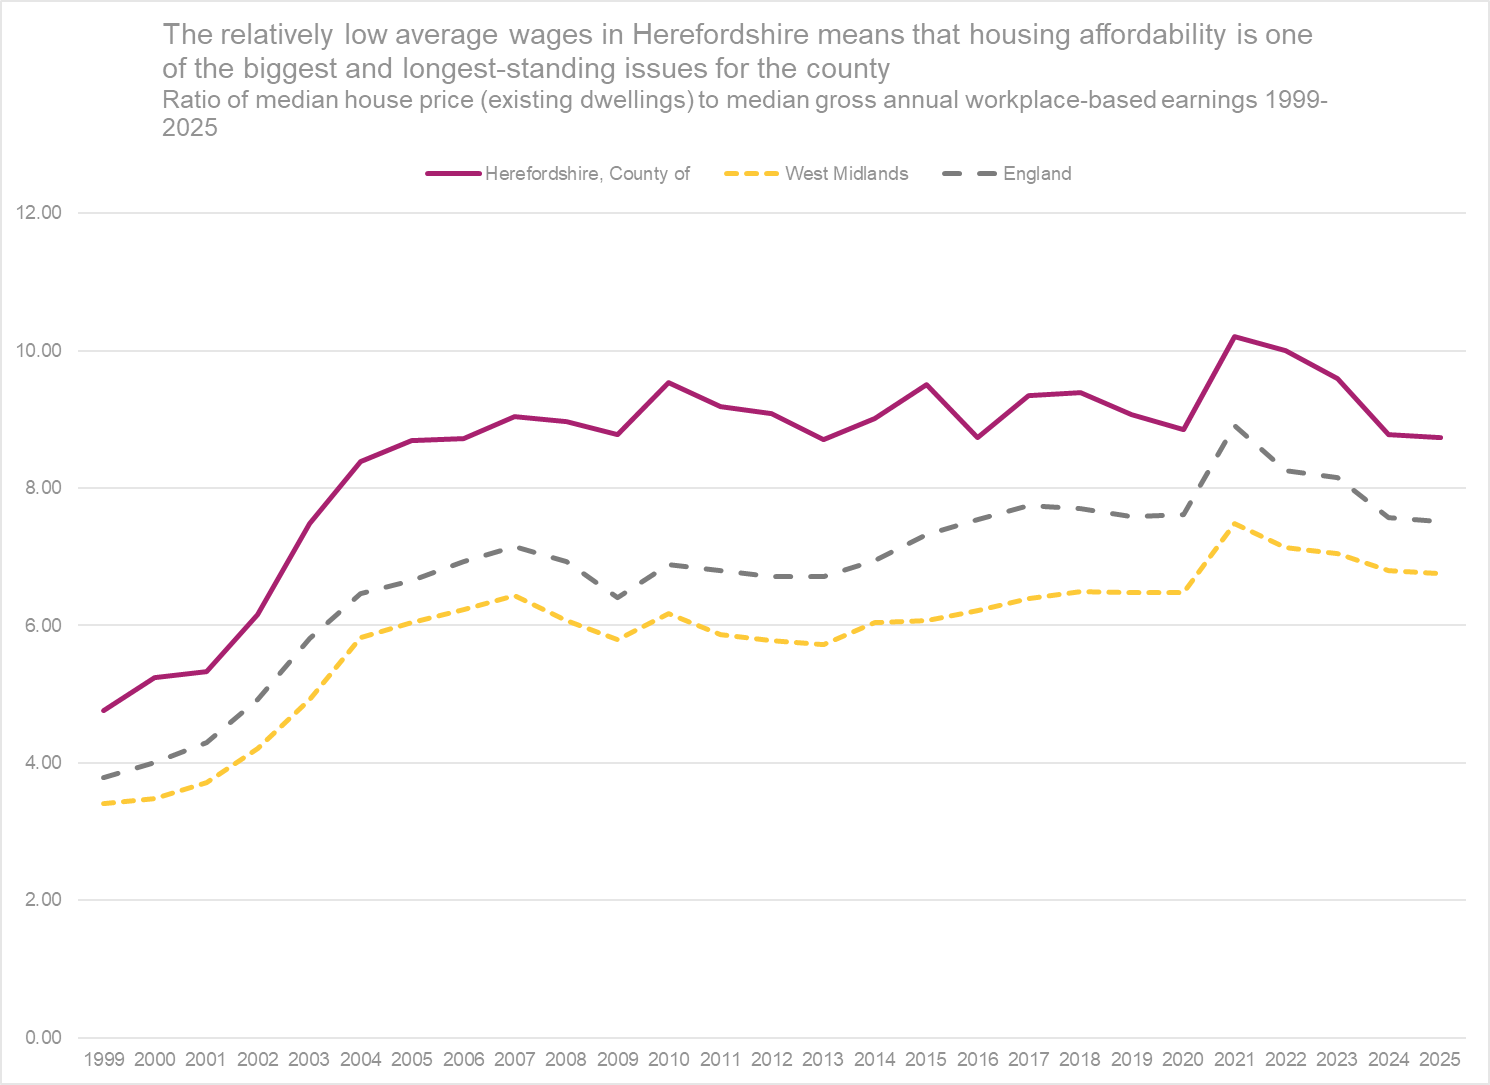 The relatively low average wages in Herefordshire means that housing affordability is one
of the biggest and longest-standing issues for the county
Ratio of median house price (existing dwellings) to median gross annual workplace-based earnings 1999-
2025
Herefordshire, County of West Midlands England
12.00
10.00
8.00
6.00
4.00
2.00
0.00
1999 2000 2001 2002 2003 2004 2005 2006 2007 2008 2009 2010 2011 2012 2013 2014 2015 2016 2017 2018 2019 2020 2021 2022 2023 2024 2025